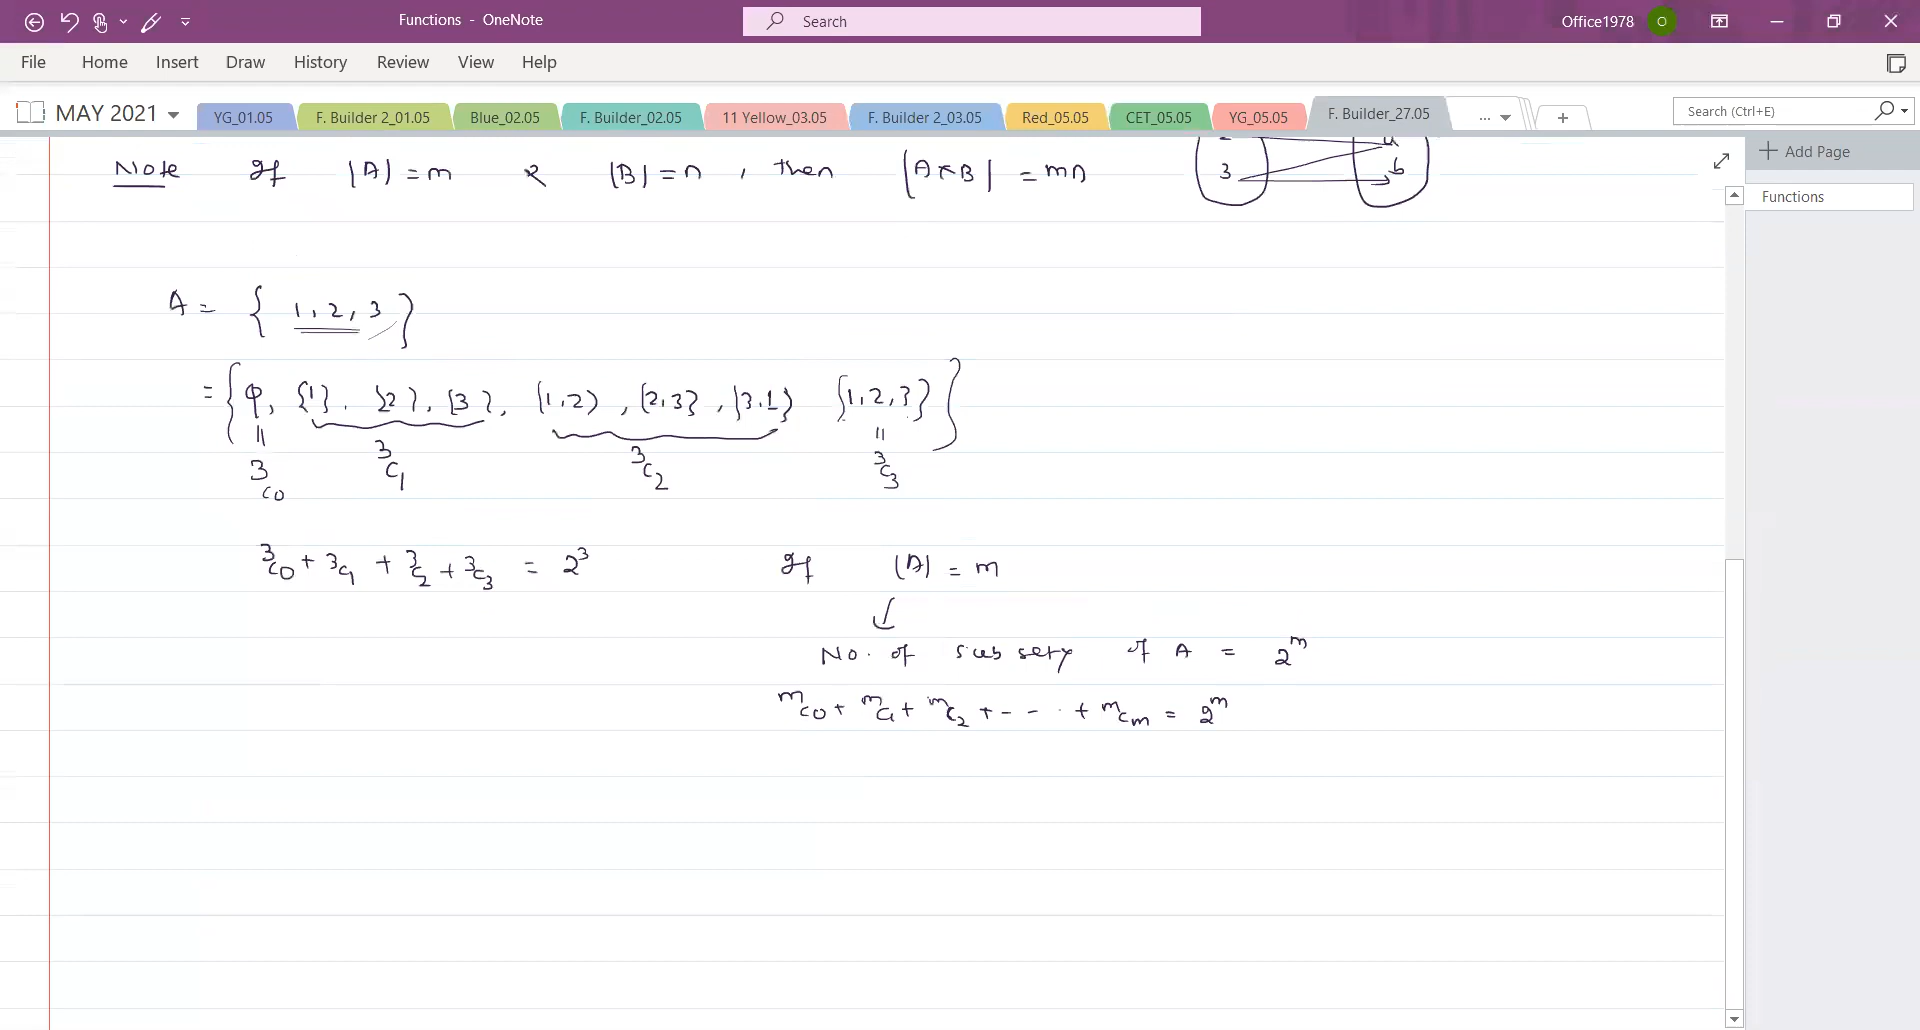 Functions - OneNote
Search
Office1978
O
File Home Insert Draw History Review View Help
MAY 2021
YG_01.05 F. Builder 2_01.05 Blue_02.05 F. Builder_02.05 11 Yellow_03.05 F. Builder 2_03.05 Red_05.05 CET_05.05 YG_05.05 F. Builder_27.05 ... +
Search (Ctrl+E)
Add Page
Functions
Note If |A| = m & |B| = n , then |A×B| = mn
3 b
A = { 1, 2, 3 }
= { φ, {1}, {2}, {3}, {1,2}, {2,3}, {3,1} {1,2,3} }
|| ||
³C₀ ³C₁ ³C₂ ³C₃
³C₀ + ³C₁ + ³C₂ + ³C₃ = 2³ If |A| = m
↓
No. of subsets of A = 2ᵐ
ᵐC₀ + ᵐC₁ + ᵐC₂ + - - · + ᵐCₘ = 2ᵐ